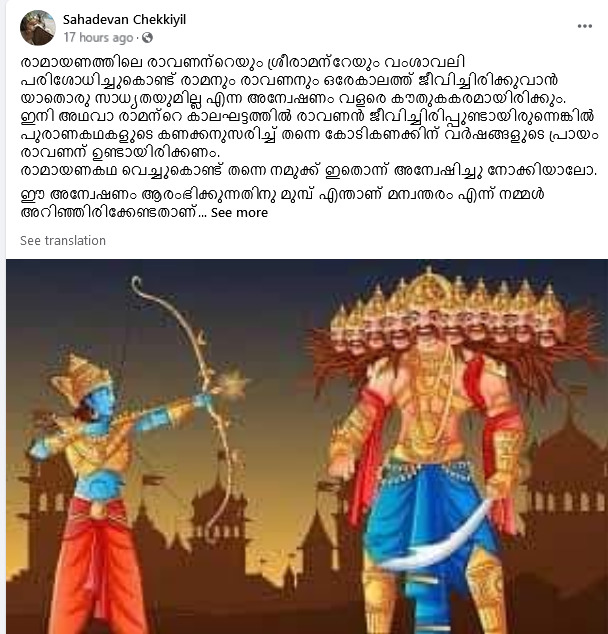 Sahadevan Chekkiyil
17 hours ago ·
രാമായണത്തിലെ രാവണന്റെയും ശ്രീരാമന്റേയും വംശാവലി
പരിശോധിച്ചുകൊണ്ട് രാമനും രാവണനും ഒരേകാലത്ത് ജീവിച്ചിരിക്കുവാൻ
യാതൊരു സാധ്യതയുമില്ല എന്ന അന്വേഷണം വളരെ കൗതുകകരമായിരിക്കും.
ഇനി അഥവാ രാമന്റെ കാലഘട്ടത്തിൽ രാവണൻ ജീവിച്ചിരിപ്പുണ്ടായിരുന്നെങ്കിൽ
പുരാണകഥകളുടെ കണക്കനുസരിച്ച് തന്നെ കോടികണക്കിന് വർഷങ്ങളുടെ പ്രായം
രാവണന് ഉണ്ടായിരിക്കണം.
രാമായണകഥ വെച്ചുകൊണ്ട് തന്നെ നമുക്ക് ഇതൊന്ന് അന്വേഷിച്ചു നോക്കിയാലോ.
ഈ അന്വേഷണം ആരംഭിക്കുന്നതിനു മുമ്പ് എന്താണ് മന്വന്തരം എന്ന് നമ്മൾ
അറിഞ്ഞിരിക്കേണ്ടതാണ്... See more
See translation